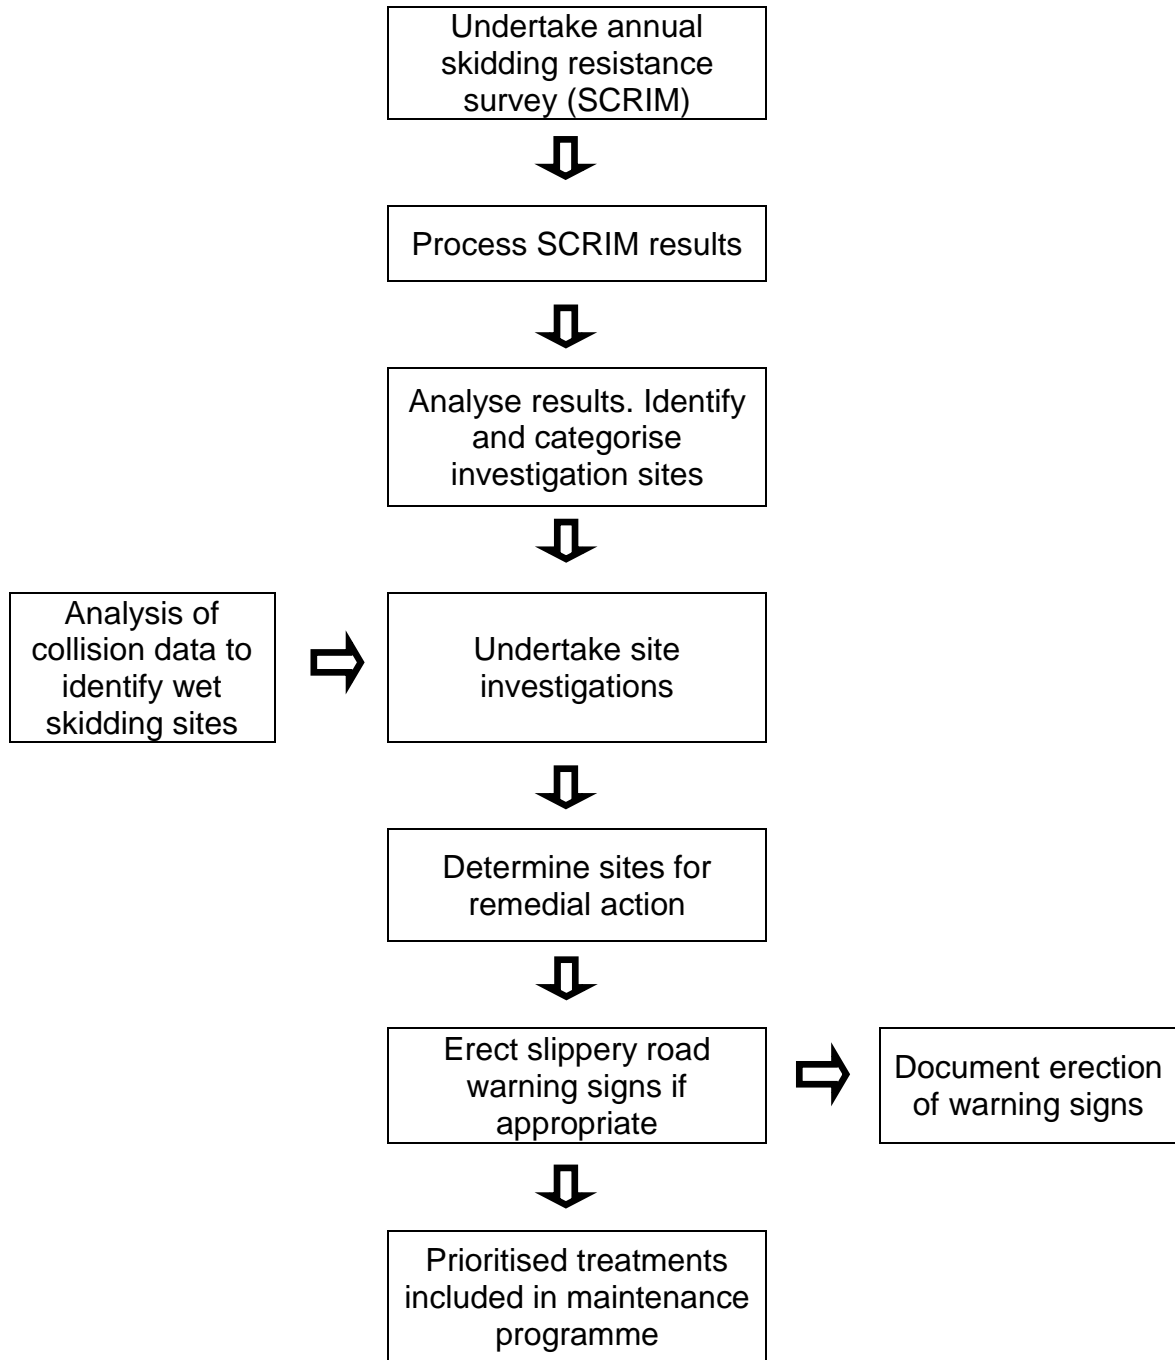 Undertake annual
skidding resistance
survey (SCRIM)
Process SCRIM results
Analyse results. Identify
and categorise
investigation sites
Analysis of
collision data to
identify wet
skidding sites
Undertake site
investigations
Determine sites for
remedial action
Erect slippery road
warning signs if
appropriate
Document erection
of warning signs
Prioritised treatments
included in maintenance
programme